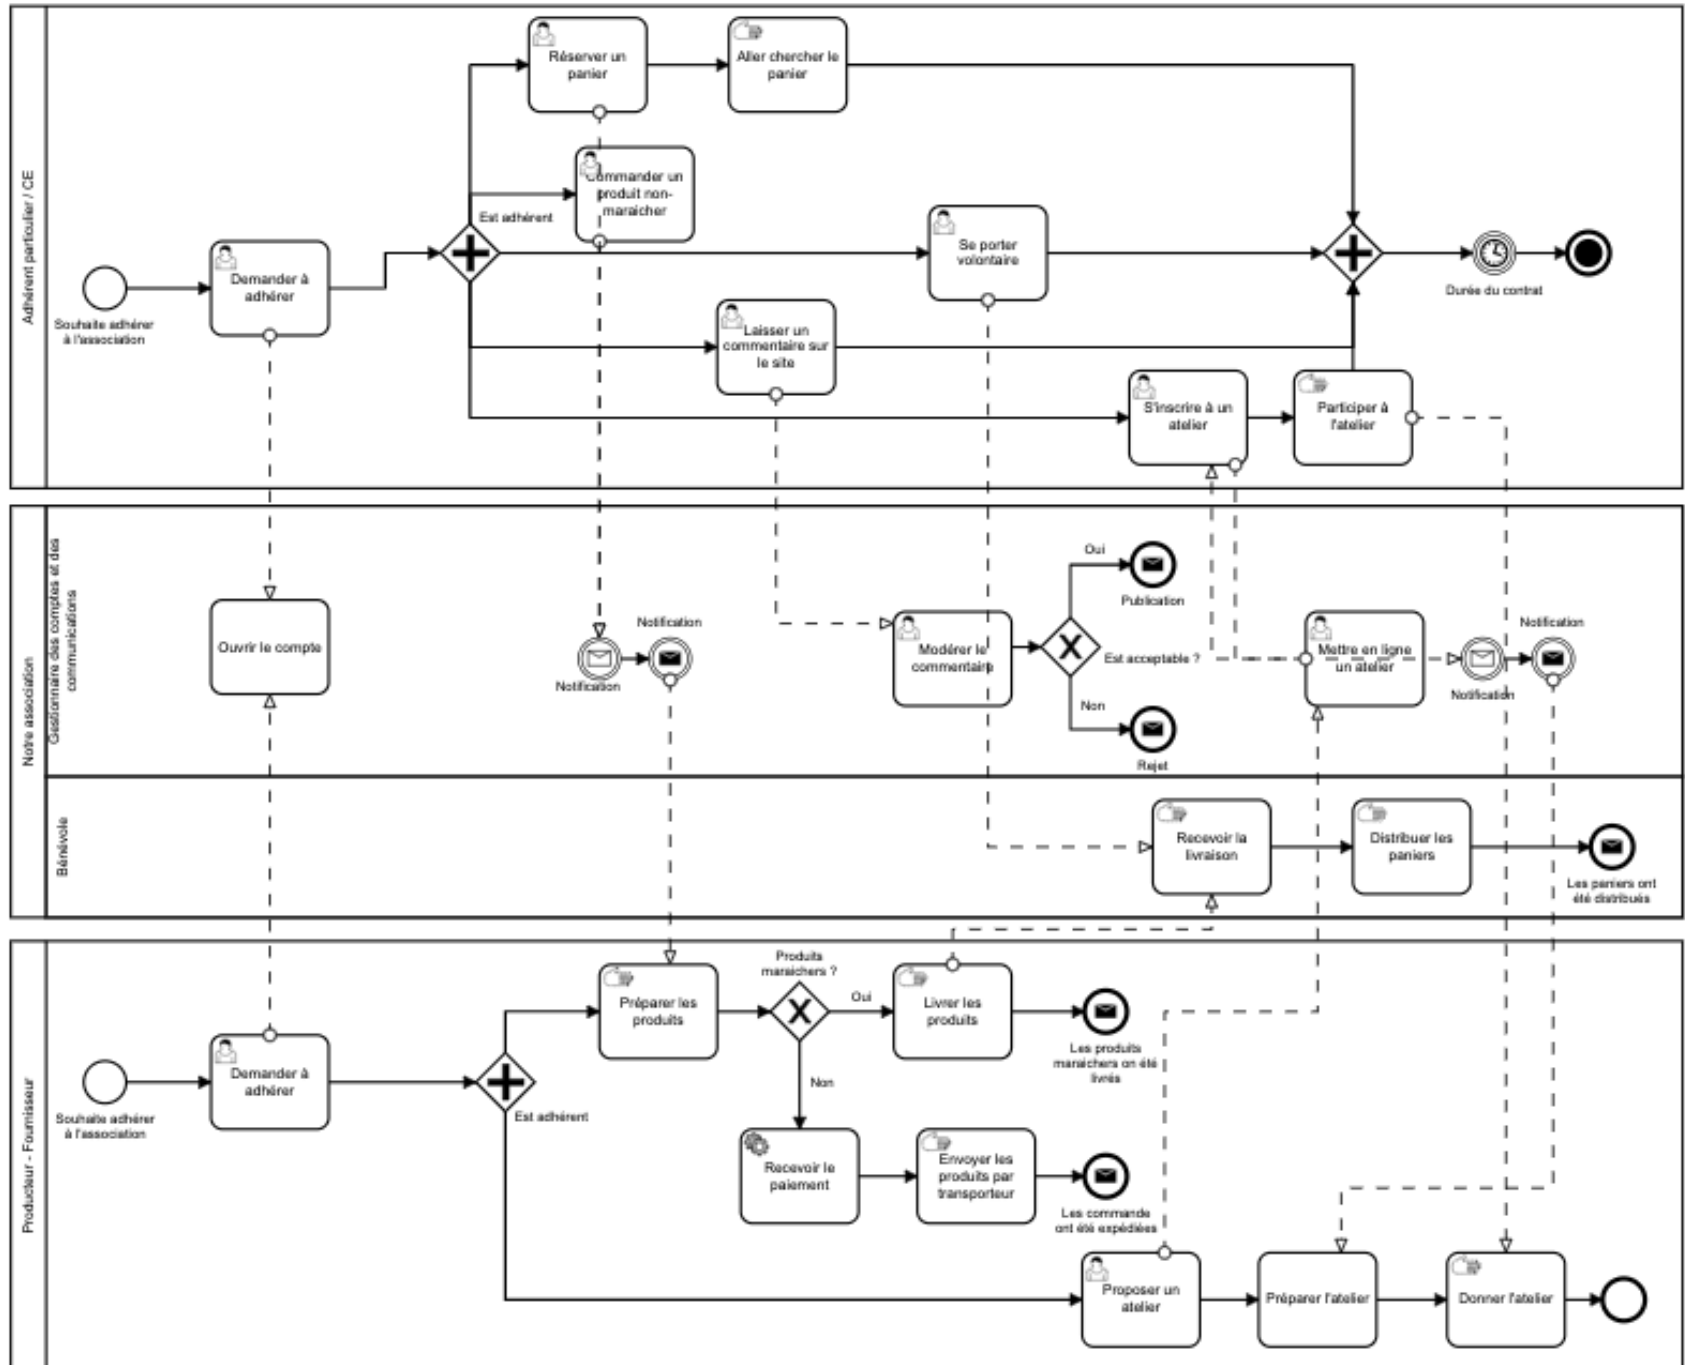 Adhérent particulier / CE
Souhaite adhérer
à l'association
Demander à
adhérer
Est adhérent
Réserver un
panier
Aller chercher le
panier
Commander un
produit non-
maraicher
Se porter
volontaire
Laisser un
commentaire sur
le site
S'inscrire à un
atelier
Participer à
l'atelier
Durée du contrat
Notre association
Gestionnaire des comptes et des
communications
Ouvrir le compte
Notification
Notification
Modérer le
commentaire
Est acceptable ?
Oui
Publication
Non
Rejet
Mettre en ligne
un atelier
Notification
Notification
Bénévole
Recevoir la
livraison
Distribuer les
paniers
Les paniers ont
été distribués
Producteur - Fournisseur
Souhaite adhérer
à l'association
Demander à
adhérer
Est adhérent
Préparer les
produits
Produits
maraichers ?
Oui
Livrer les
produits
Les produits
maraichers on été
livrés
Non
Recevoir le
paiement
Envoyer les
produits par
transporteur
Les commande
ont été expédiées
Proposer un
atelier
Préparer l'atelier
Donner l'atelier